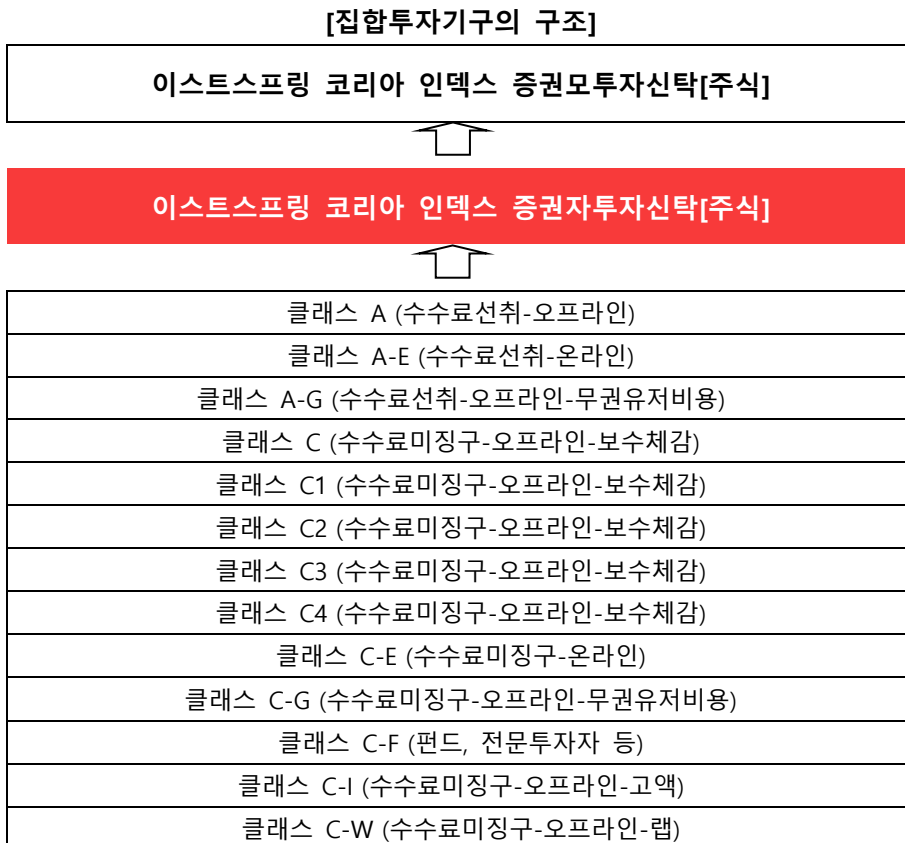 [집합투자기구의 구조]
이스트스프링 코리아 인덱스 증권모투자신탁[주식]
이스트스프링 코리아 인덱스 증권자투자신탁[주식]
클래스 A (수수료선취-오프라인)
클래스 A-E (수수료선취-온라인)
클래스 A-G (수수료선취-오프라인-무권유저비용)
클래스 C (수수료미징구-오프라인-보수체감)
클래스 C1 (수수료미징구-오프라인-보수체감)
클래스 C2 (수수료미징구-오프라인-보수체감)
클래스 C3 (수수료미징구-오프라인-보수체감)
클래스 C4 (수수료미징구-오프라인-보수체감)
클래스 C-E (수수료미징구-온라인)
클래스 C-G (수수료미징구-오프라인-무권유저비용)
클래스 C-F (펀드, 전문투자자 등)
클래스 C-I (수수료미징구-오프라인-고액)
클래스 C-W (수수료미징구-오프라인-랩)